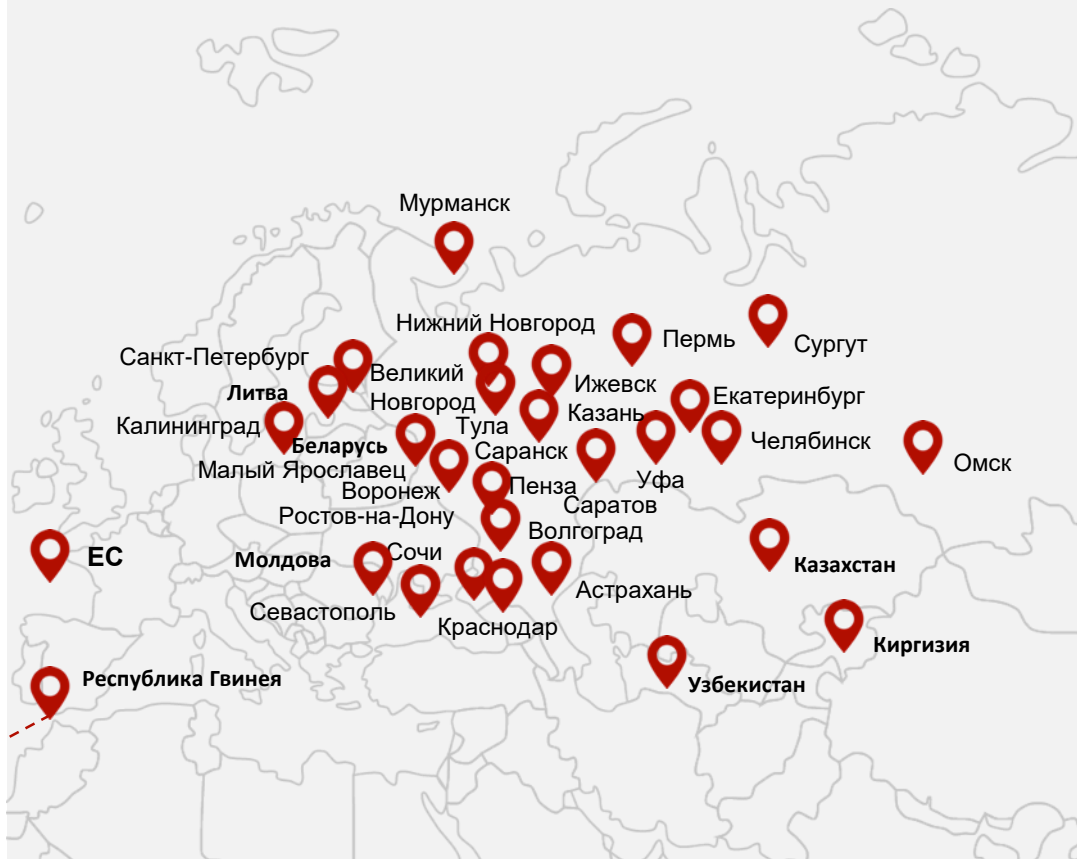 Мурманск
Нижний Новгород
Пермь
Сургут
Санкт-Петербург
Великий
Новгород
Ижевск
Литва
Екатеринбург
Казань
Калининград
Тула
Беларусь
Челябинск
Саранск
Омск
Малый Ярославец
Уфа
Воронеж
Пенза
Саратов
Ростов-на-Дону
Волгоград
ЕС
Сочи
Молдова
Казахстан
Астрахань
Севастополь
Краснодар
Киргизия
Республика Гвинея
Узбекистан